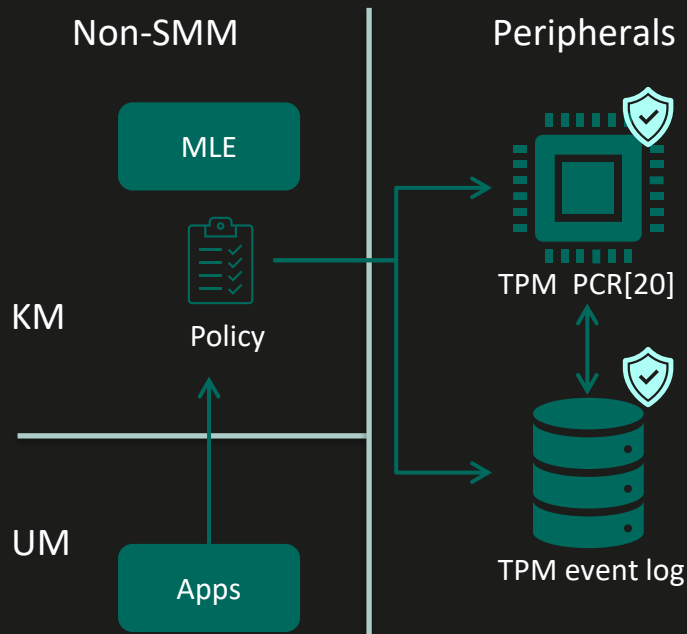 Non-SMM
Peripherals
MLE
KM
Policy
TPM PCR[20]
UM
Apps
TPM event log